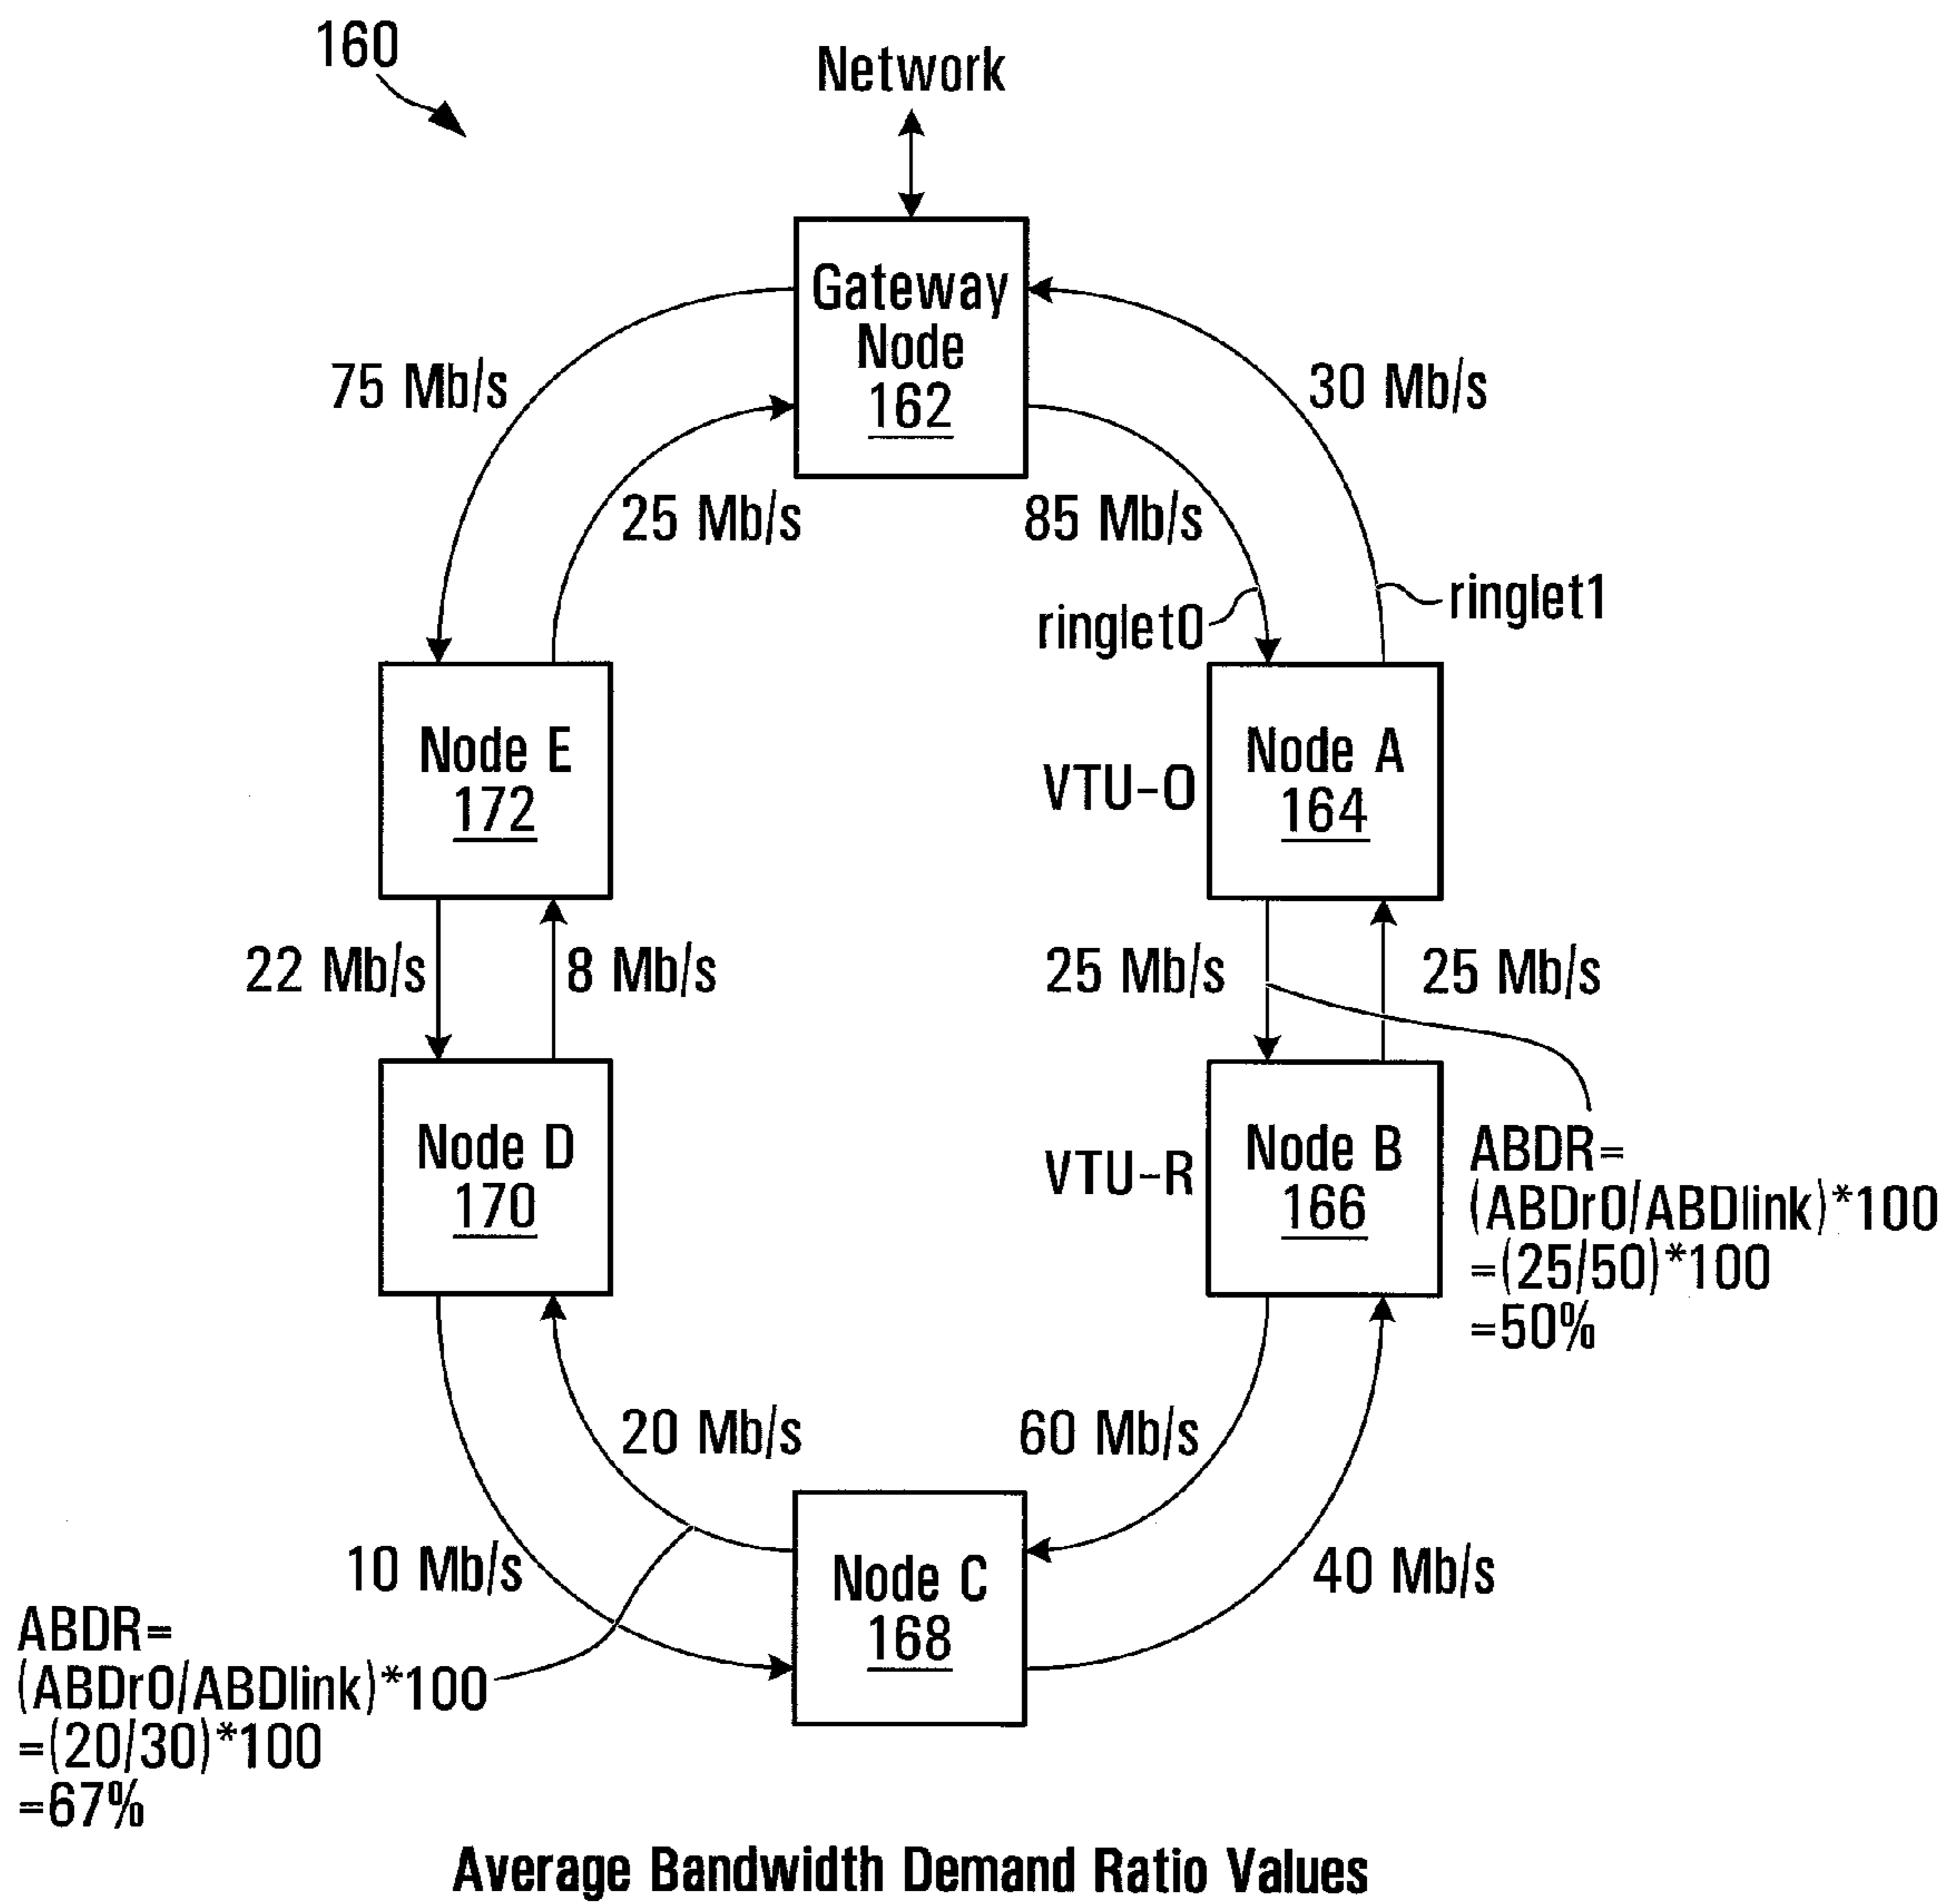 160
Network
Gateway
Node
162
75 Mb/s
30 Mb/s
25 Mb/s
85 Mb/s
ringlet0
ringlet1
Node E
172
VTU-O
Node A
164
22 Mb/s
8 Mb/s
25 Mb/s
25 Mb/s
Node D
170
VTU-R
Node B
166
ABDR=
(ABDr0/ABDlink)*100
=(25/50)*100
=50%
20 Mb/s
60 Mb/s
10 Mb/s
Node C
168
40 Mb/s
ABDR=
(ABDr0/ABDlink)*100
=(20/30)*100
=67%
Average Bandwidth Demand Ratio Values